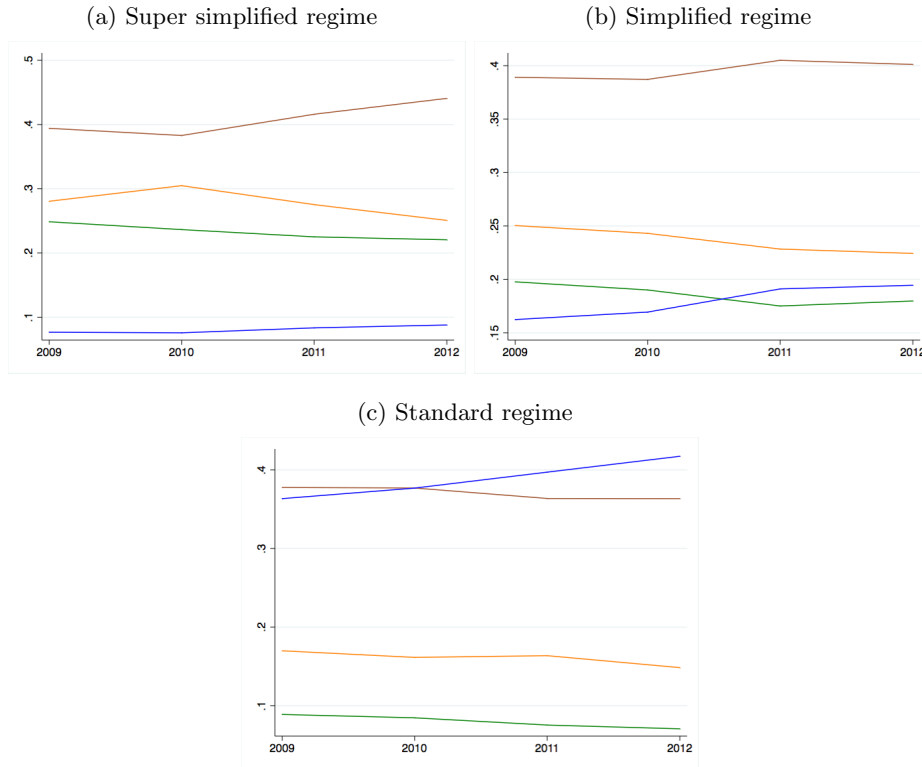 (a) Super simplified regime
(b) Simplified regime
.5
.4
.3
.2
.1
2009 2010 2011 2012
.4
.35
.3
.25
.2
.15
2009 2010 2011 2012
(c) Standard regime
.4
.3
.2
.1
2009 2010 2011 2012